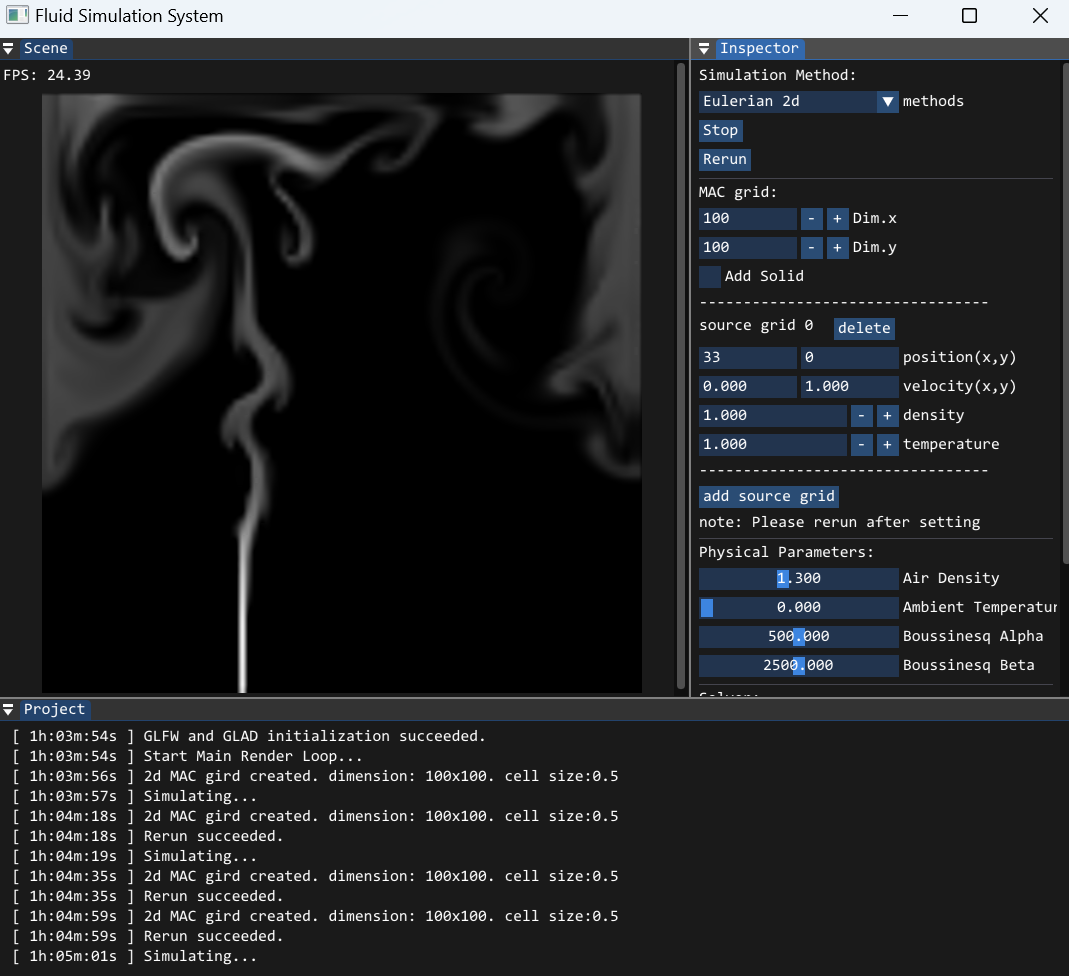 Fluid Simulation System
Scene
FPS: 24.39
Inspector
Simulation Method:
Eulerian 2d methods
Stop
Rerun
MAC grid:
100 - + Dim.x
100 - + Dim.y
Add Solid
---------------------------------
source grid 0 delete
33 0 position(x,y)
0.000 1.000 velocity(x,y)
1.000 - + density
1.000 - + temperature
---------------------------------
add source grid
note: Please rerun after setting
Physical Parameters:
1.300 Air Density
0.000 Ambient Temperatur
500.000 Boussinesq Alpha
2500.000 Boussinesq Beta
Project
[ 1h:03m:54s ] GLFW and GLAD initialization succeeded.
[ 1h:03m:54s ] Start Main Render Loop...
[ 1h:03m:56s ] 2d MAC gird created. dimension: 100x100. cell size:0.5
[ 1h:03m:57s ] Simulating...
[ 1h:04m:18s ] 2d MAC gird created. dimension: 100x100. cell size:0.5
[ 1h:04m:18s ] Rerun succeeded.
[ 1h:04m:19s ] Simulating...
[ 1h:04m:35s ] 2d MAC gird created. dimension: 100x100. cell size:0.5
[ 1h:04m:35s ] Rerun succeeded.
[ 1h:04m:59s ] 2d MAC gird created. dimension: 100x100. cell size:0.5
[ 1h:04m:59s ] Rerun succeeded.
[ 1h:05m:01s ] Simulating...